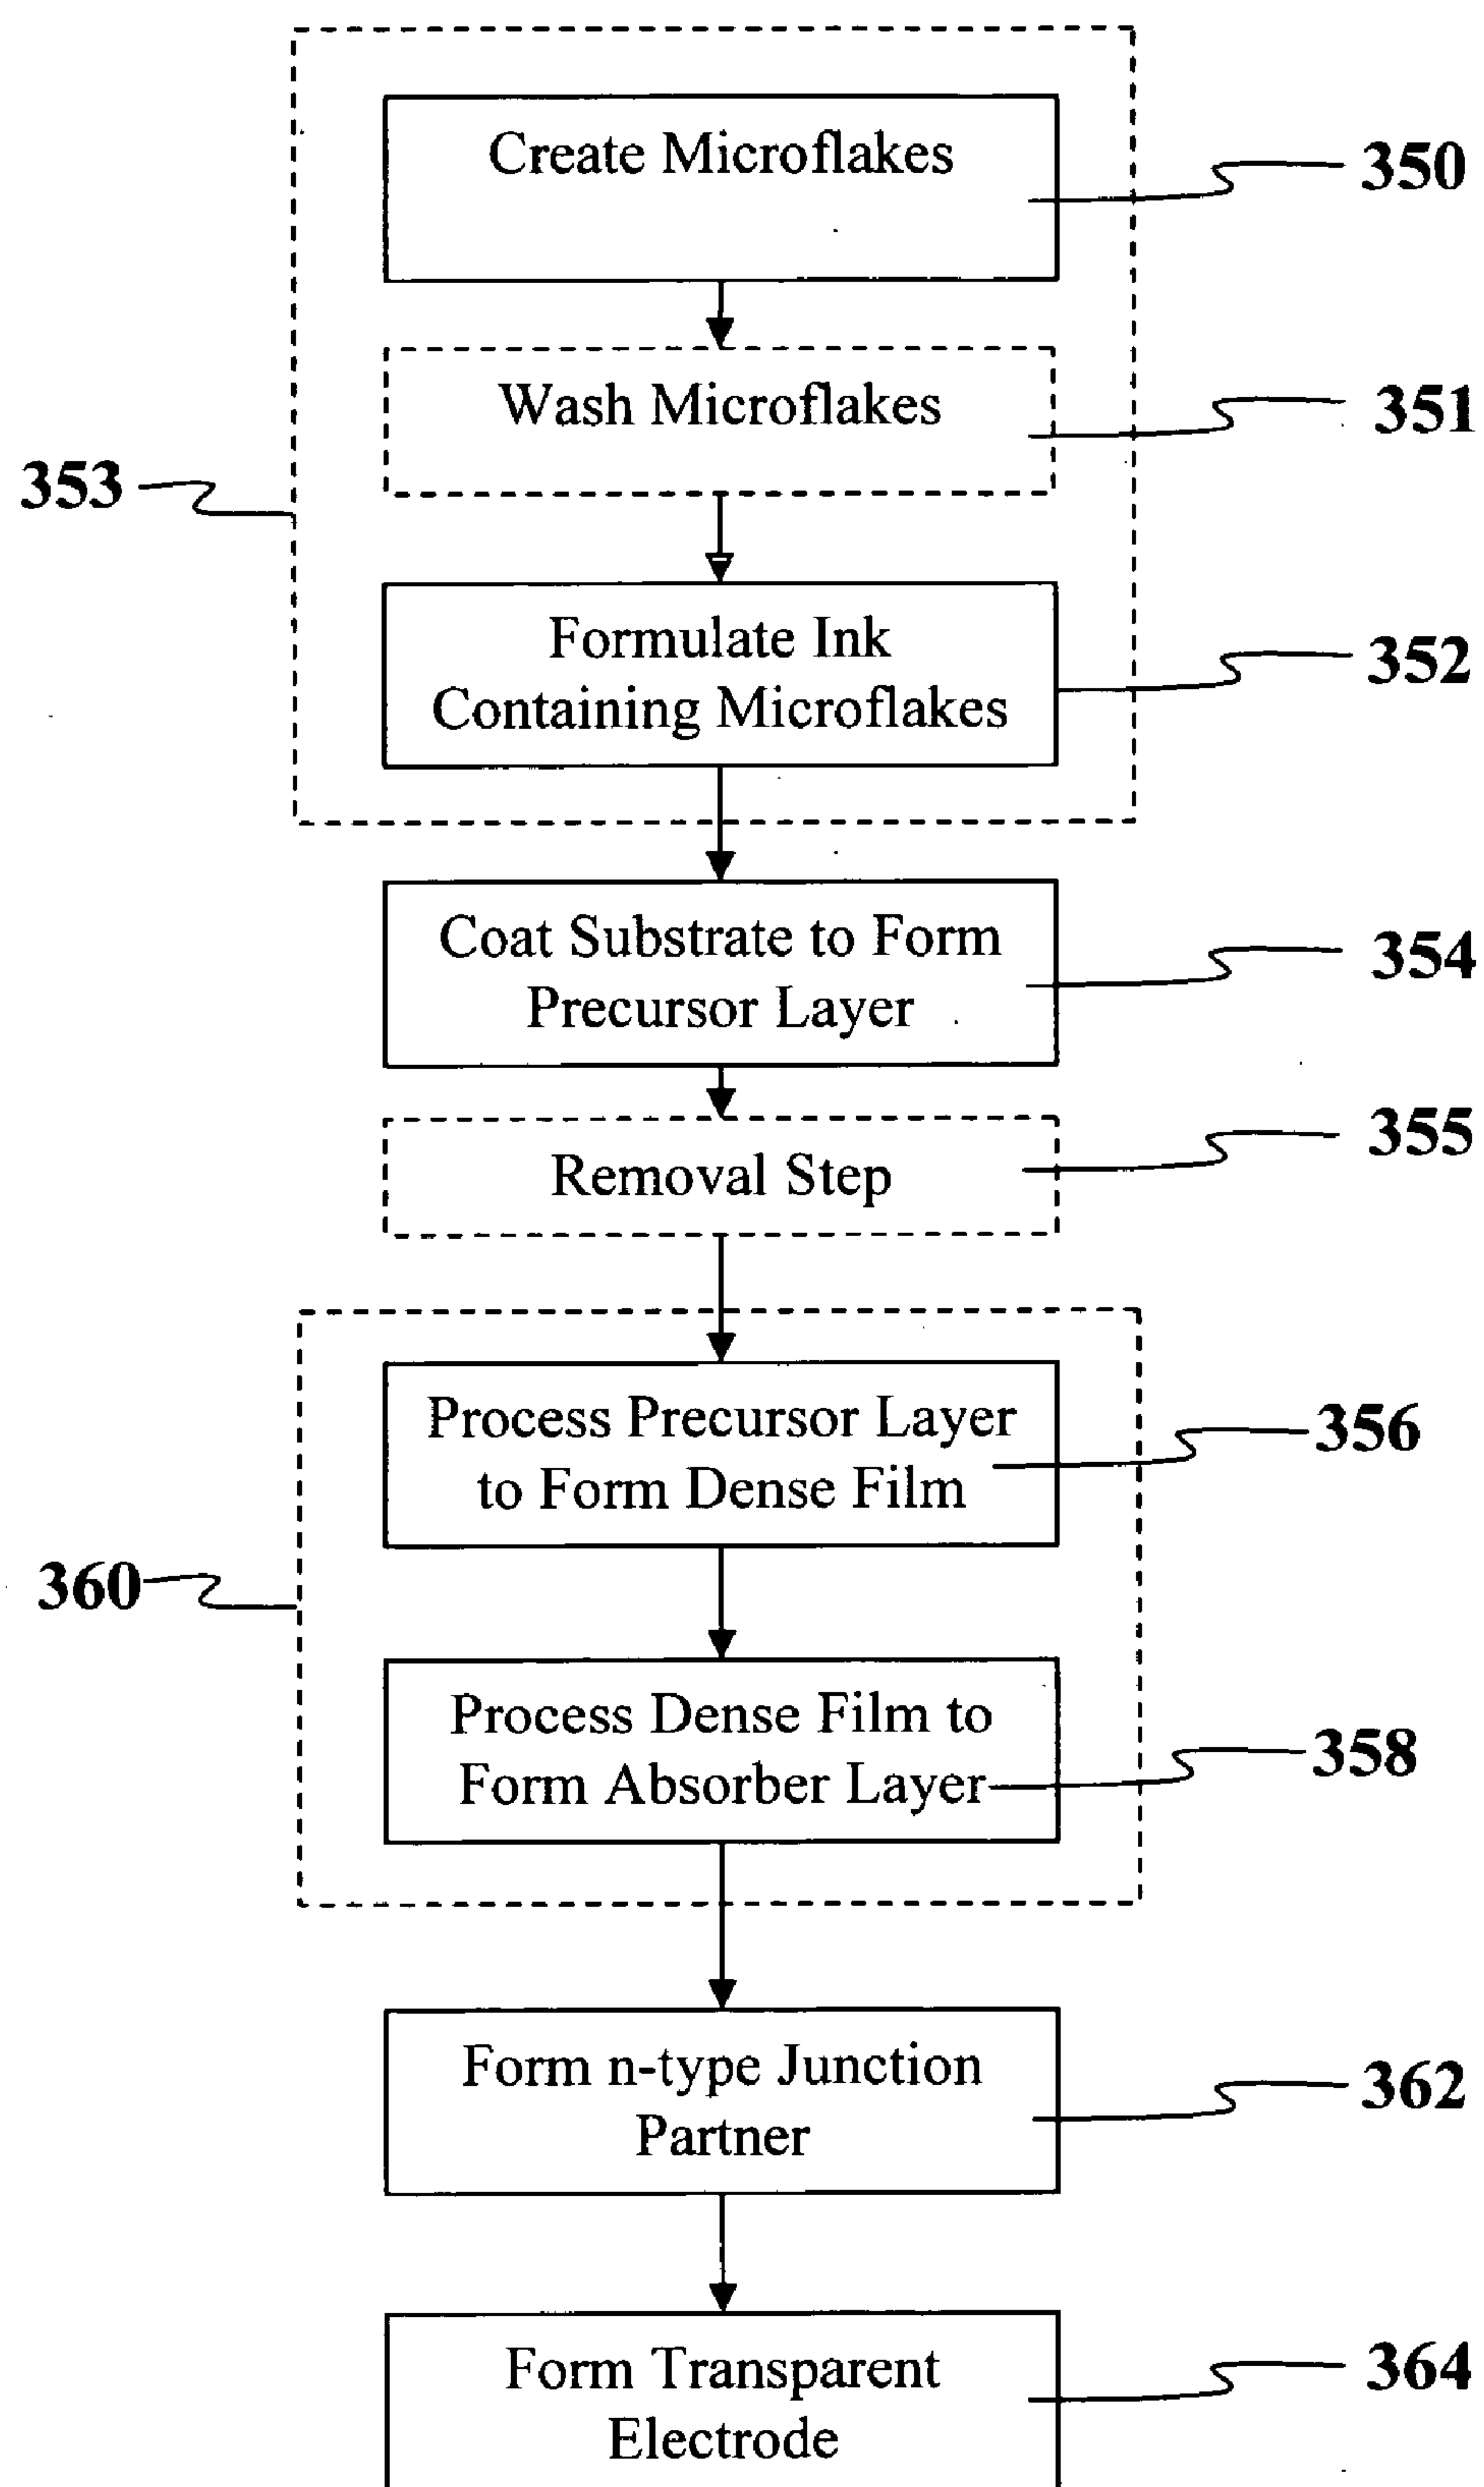 Create Microflakes
350
Wash Microflakes
351
353
Formulate Ink
Containing Microflakes
352
Coat Substrate to Form
Precursor Layer
354
Removal Step
355
Process Precursor Layer
to Form Dense Film
356
360
Process Dense Film to
Form Absorber Layer
358
Form n-type Junction
Partner
362
Form Transparent
Electrode
364